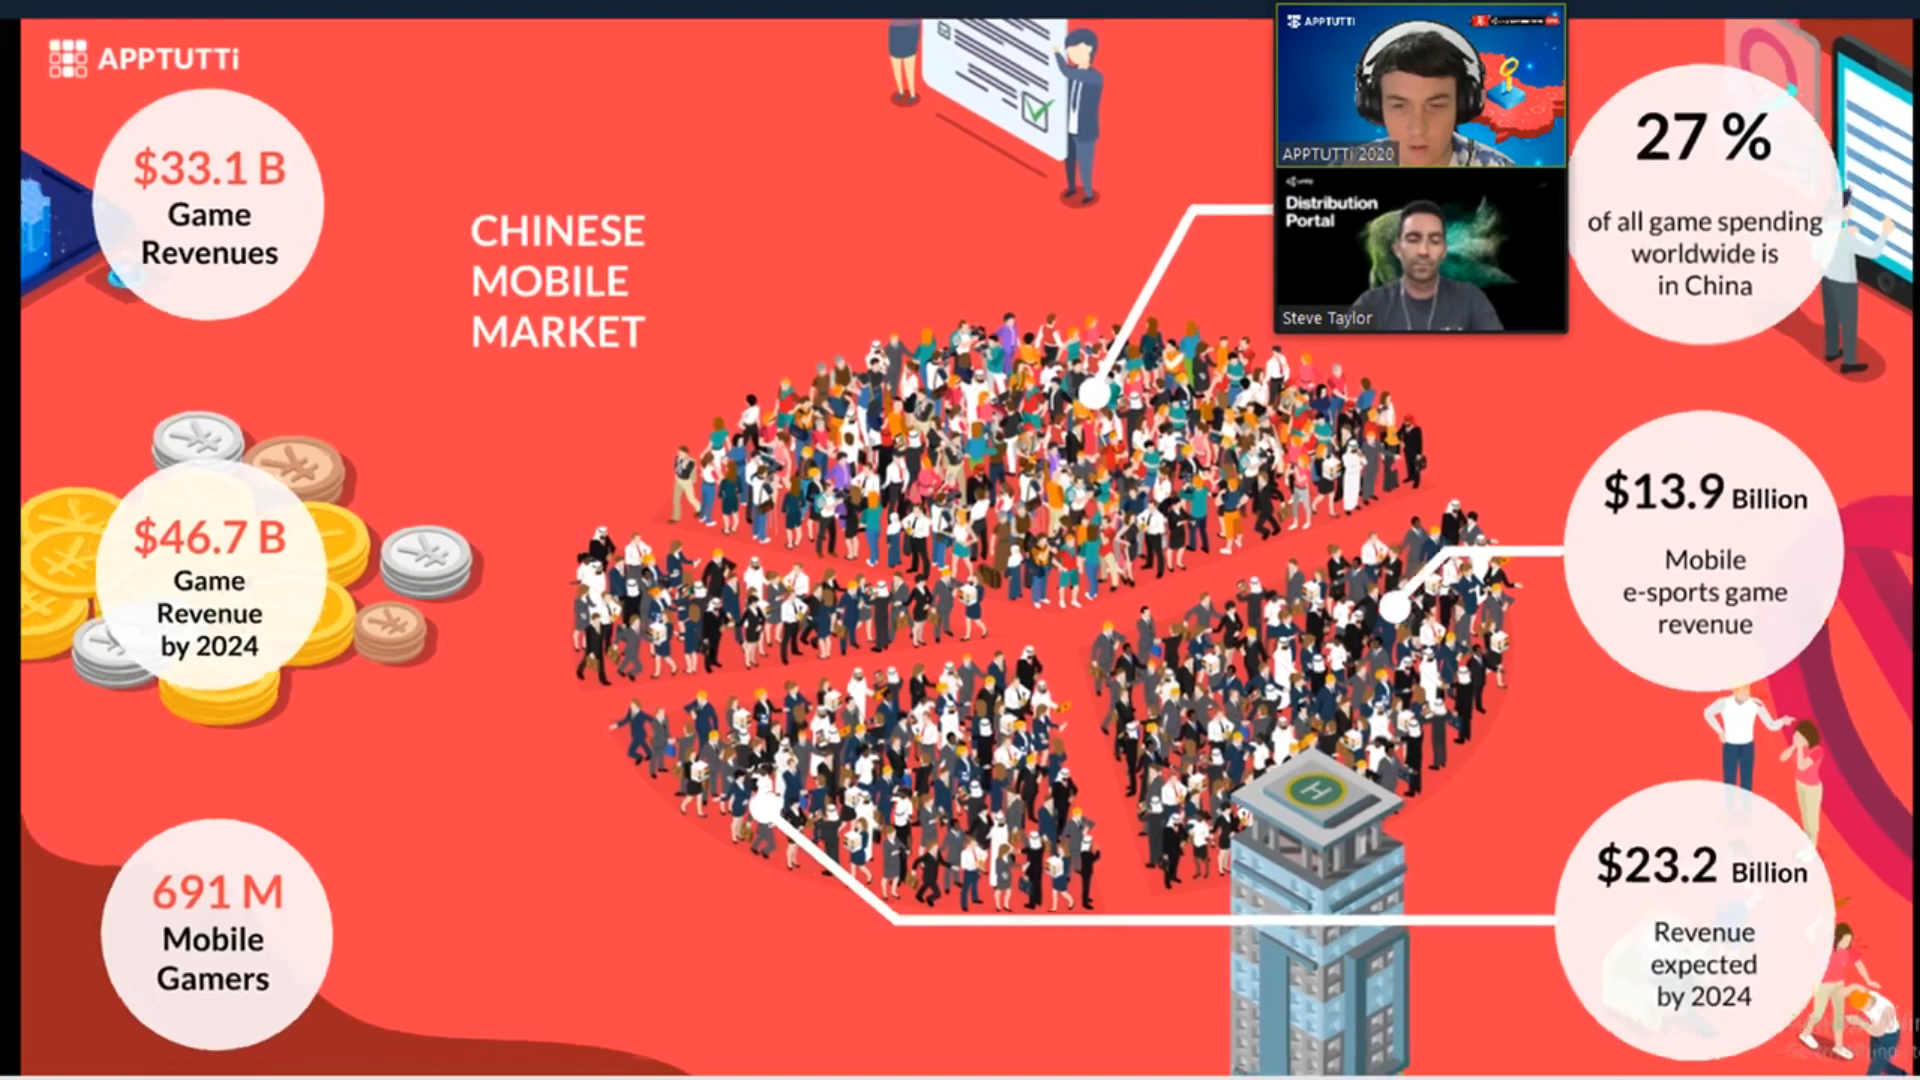 APPTUTTi
$33.1 B
Game
Revenues
CHINESE
MOBILE
MARKET
$46.7 B
Game
Revenue
by 2024
691 M
Mobile
Gamers
APPTUTTi
APPTUTTi 2020
unity
Distribution
Portal
Steve Taylor
27 %
of all game spending
worldwide is
in China
$13.9 Billion
Mobile
e-sports game
revenue
H
$23.2 Billion
Revenue
expected
by 2024